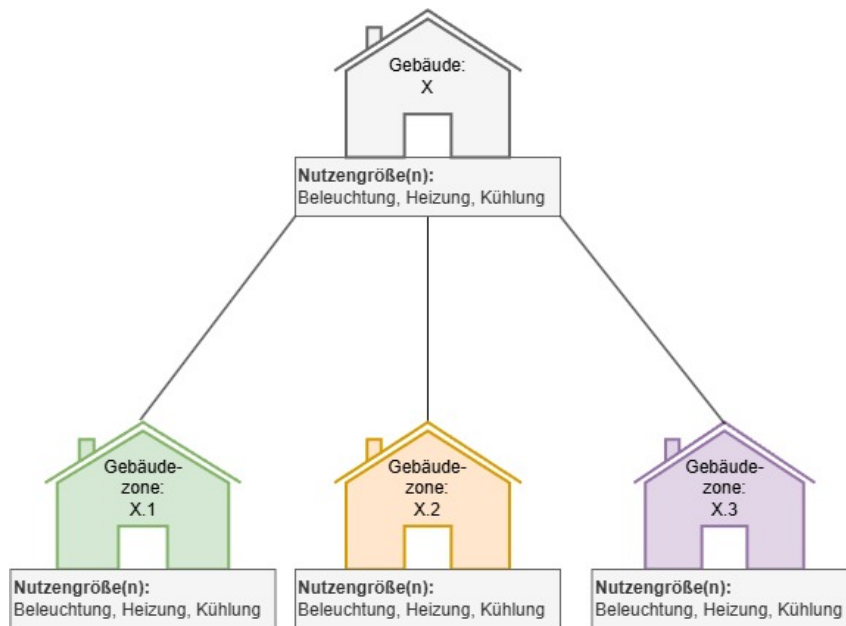 Gebäude:
X
Nutzengröße(n):
Beleuchtung, Heizung, Kühlung
Gebäude-
zone:
X.1
Nutzengröße(n):
Beleuchtung, Heizung, Kühlung
Gebäude-
zone:
X.2
Nutzengröße(n):
Beleuchtung, Heizung, Kühlung
Gebäude-
zone:
X.3
Nutzengröße(n):
Beleuchtung, Heizung, Kühlung